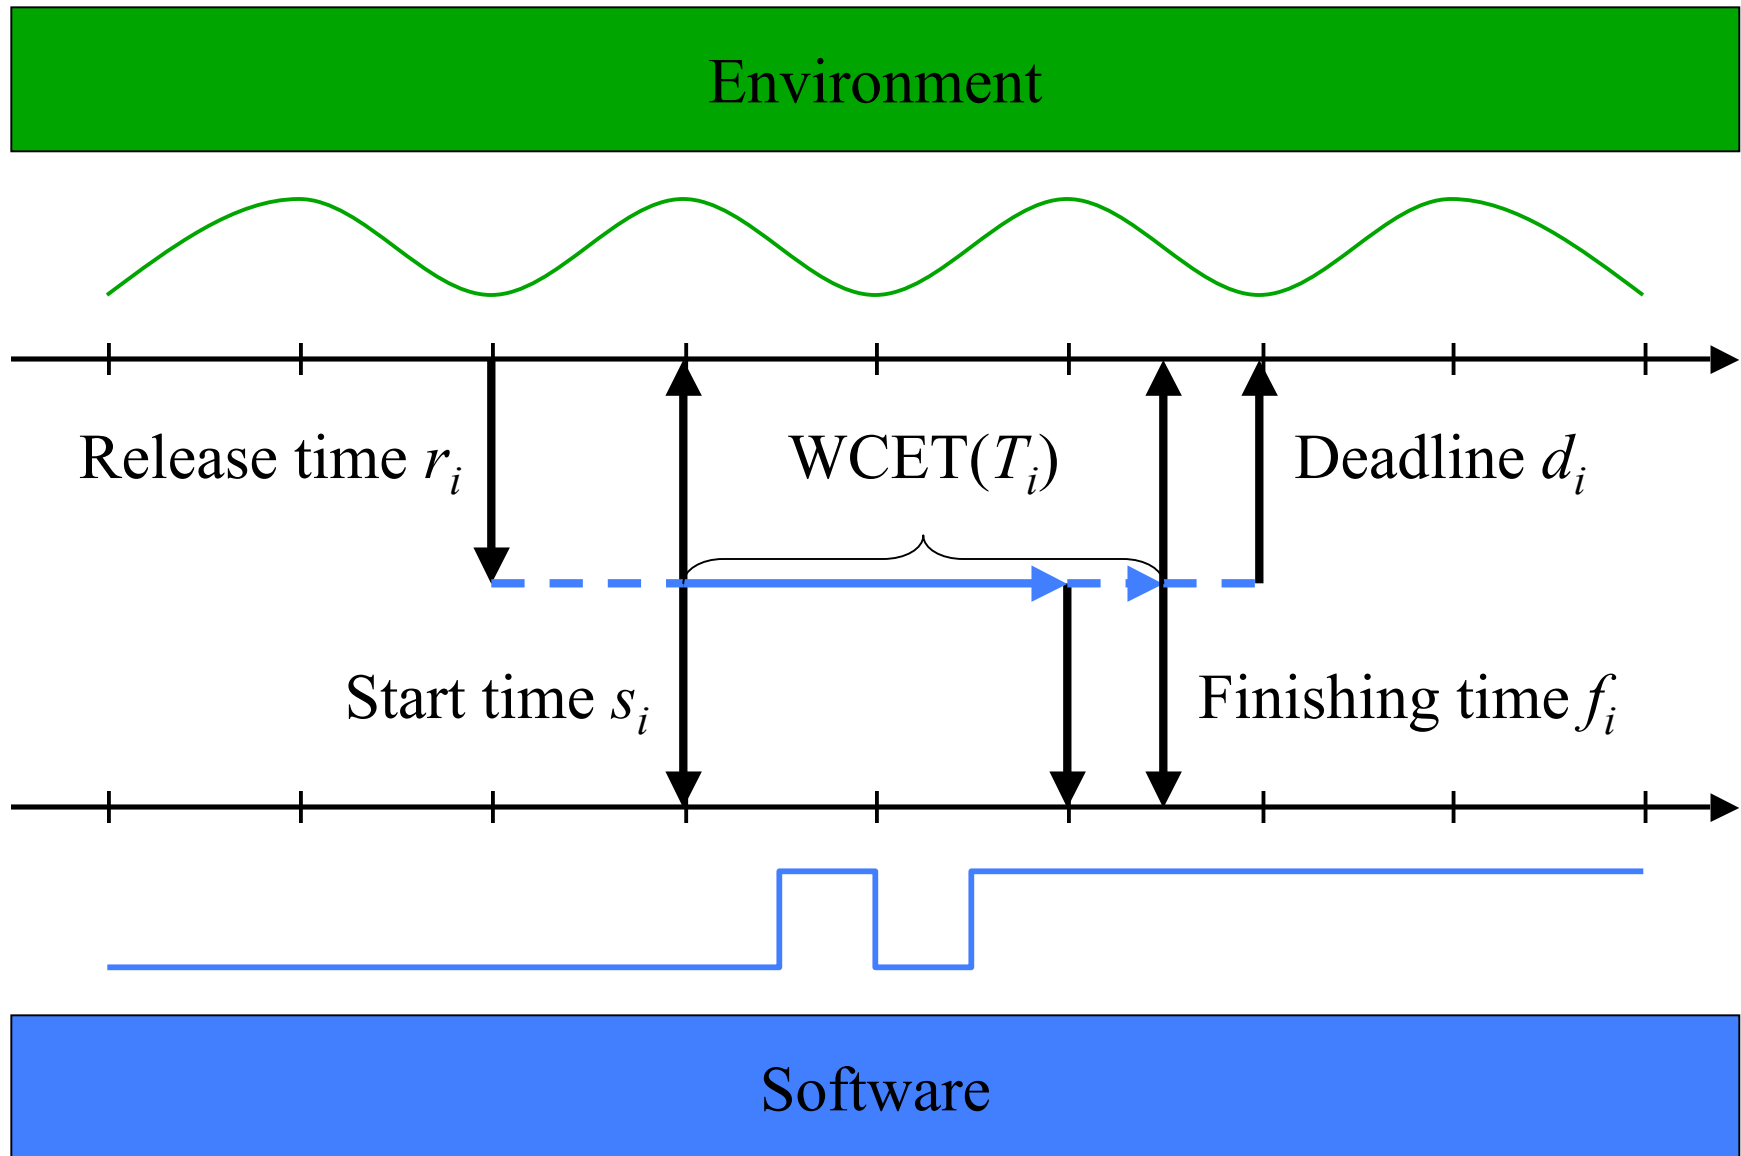 Environment
Release time r_i
WCET(T_i)
Deadline d_i
Start time s_i
Finishing time f_i
Software